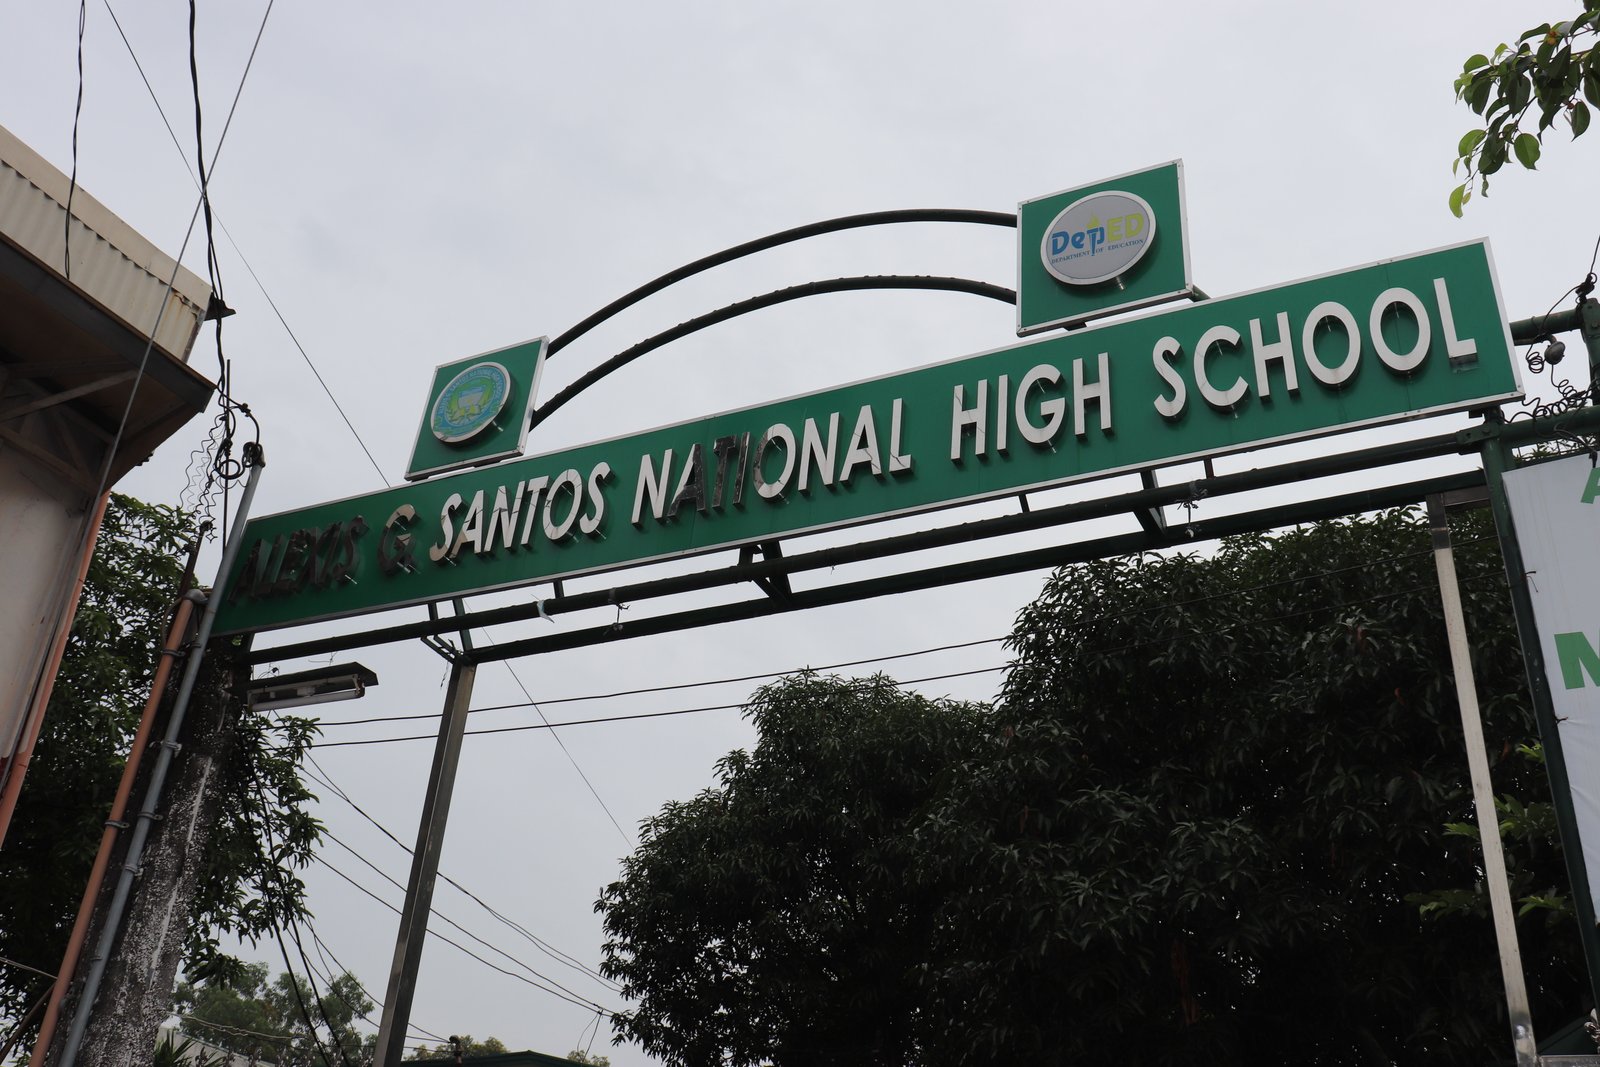 DepED
DEPARTMENT OF EDUCATION
ALEXIS G. SANTOS NATIONAL HIGH SCHOOL
A
M